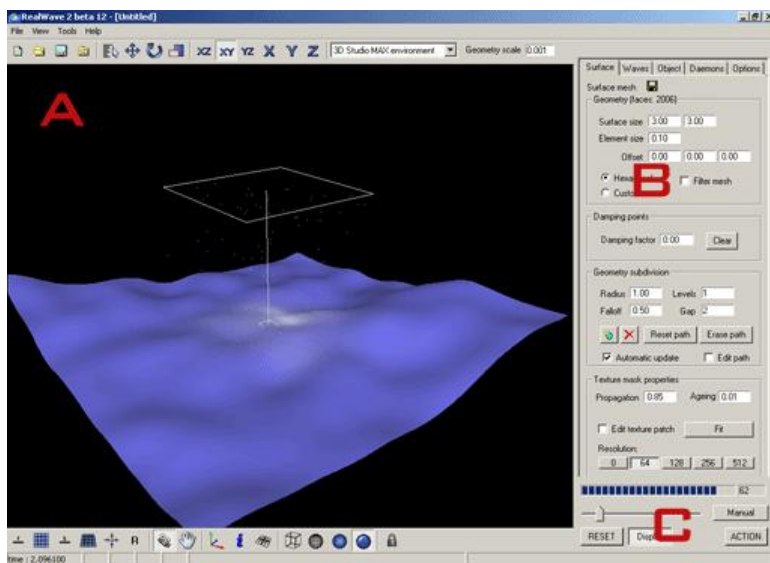 RealWave 2 beta 12 - [Untitled]
File View Tools Help
XZ XY YZ X Y Z 3D Studio MAX environment Geometry scale 0.001
A
Surface Waves Object Daemons Options
Surface mesh
Geometry (faces: 2006)
Surface size 3.00 3.00
Element size 0.10
Offset 0.00 0.00 0.00
B
Filter mesh
Damping points
Damping factor 0.00 Clear
Geometry subdivision
Radius 1.00 Levels 1
Falloff 0.50 Gap 2
Reset path Erase path
Automatic update Edit path
Texture mask properties
Propagation 0.85 Ageing 0.01
Edit texture patch Fit
Resolution:
0 64 128 256 512
62
Manual
C
RESET ACTION
R i
time : 2.096100